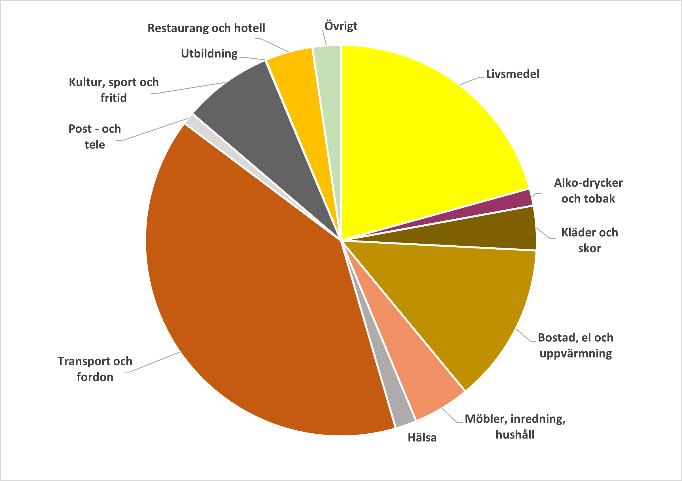 Övrigt
Restaurang och hotell
Utbildning
Kultur, sport och
fritid
Post - och
tele
Transport och
fordon
Livsmedel
Alko-drycker
och tobak
Kläder och
skor
Bostad, el och
uppvärmning
Möbler, inredning,
hushåll
Hälsa